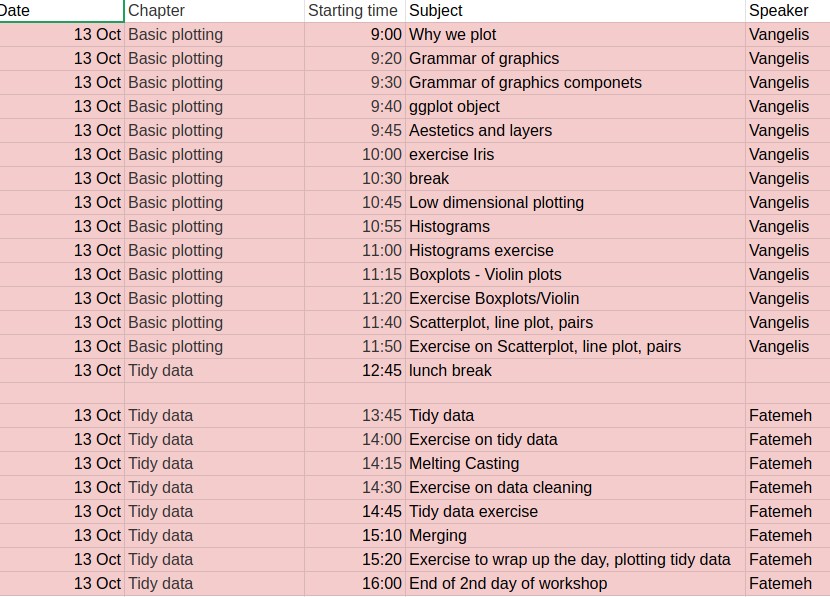 Date Chapter Starting time Subject Speaker
13 Oct Basic plotting 9:00 Why we plot Vangelis
13 Oct Basic plotting 9:20 Grammar of graphics Vangelis
13 Oct Basic plotting 9:30 Grammar of graphics componets Vangelis
13 Oct Basic plotting 9:40 ggplot object Vangelis
13 Oct Basic plotting 9:45 Aestetics and layers Vangelis
13 Oct Basic plotting 10:00 exercise Iris Vangelis
13 Oct Basic plotting 10:30 break Vangelis
13 Oct Basic plotting 10:45 Low dimensional plotting Vangelis
13 Oct Basic plotting 10:55 Histograms Vangelis
13 Oct Basic plotting 11:00 Histograms exercise Vangelis
13 Oct Basic plotting 11:15 Boxplots - Violin plots Vangelis
13 Oct Basic plotting 11:20 Exercise Boxplots/Violin Vangelis
13 Oct Basic plotting 11:40 Scatterplot, line plot, pairs Vangelis
13 Oct Basic plotting 11:50 Exercise on Scatterplot, line plot, pairs Vangelis
13 Oct Tidy data 12:45 lunch break
13 Oct Tidy data 13:45 Tidy data Fatemeh
13 Oct Tidy data 14:00 Exercise on tidy data Fatemeh
13 Oct Tidy data 14:15 Melting Casting Fatemeh
13 Oct Tidy data 14:30 Exercise on data cleaning Fatemeh
13 Oct Tidy data 14:45 Tidy data exercise Fatemeh
13 Oct Tidy data 15:10 Merging Fatemeh
13 Oct Tidy data 15:20 Exercise to wrap up the day, plotting tidy data Fatemeh
13 Oct Tidy data 16:00 End of 2nd day of workshop Fatemeh